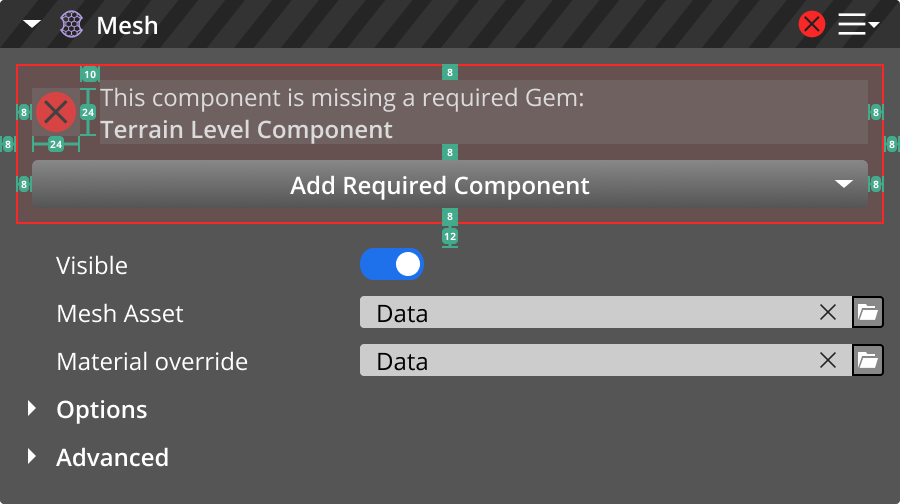 Mesh
10
8
This component is missing a required Gem:
8
24
8
Terrain Level Component
8
24
8
8
8
Add Required Component
8
8
12
Visible
Mesh Asset
Data
Material override
Data
Options
Advanced